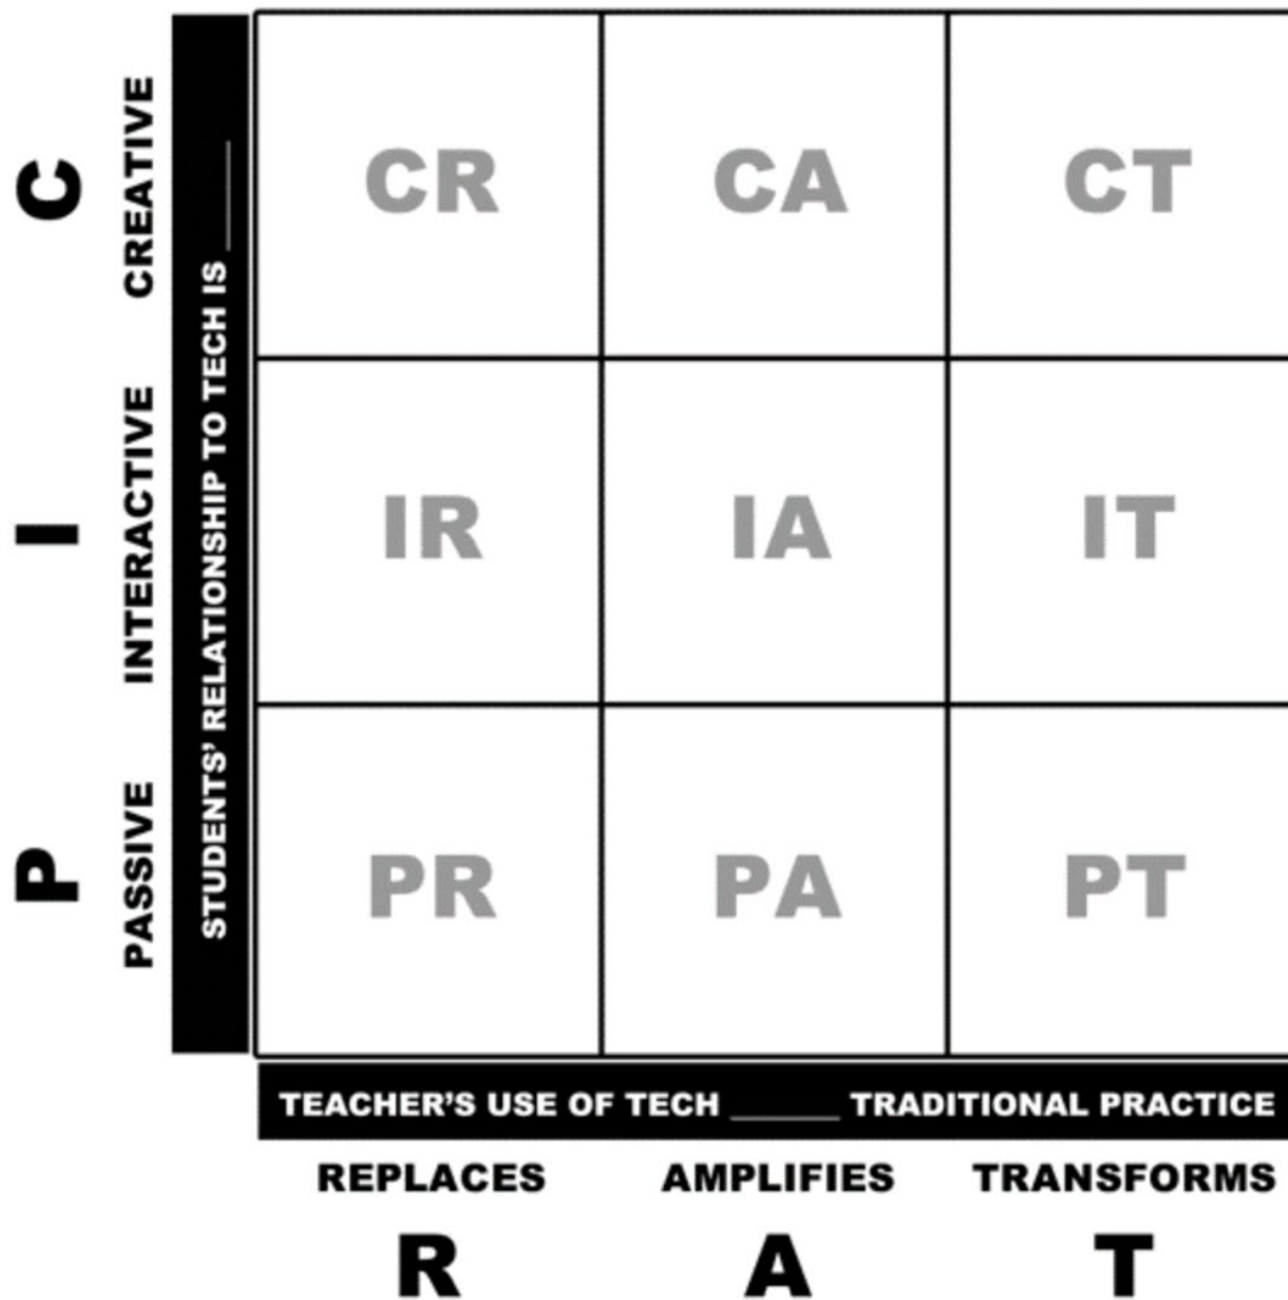 C
CREATIVE
I
INTERACTIVE
P
PASSIVE
STUDENTS’ RELATIONSHIP TO TECH IS ______
CR CA CT
IR IA IT
PR PA PT
TEACHER’S USE OF TECH ______ TRADITIONAL PRACTICE
REPLACES AMPLIFIES TRANSFORMS
R A T